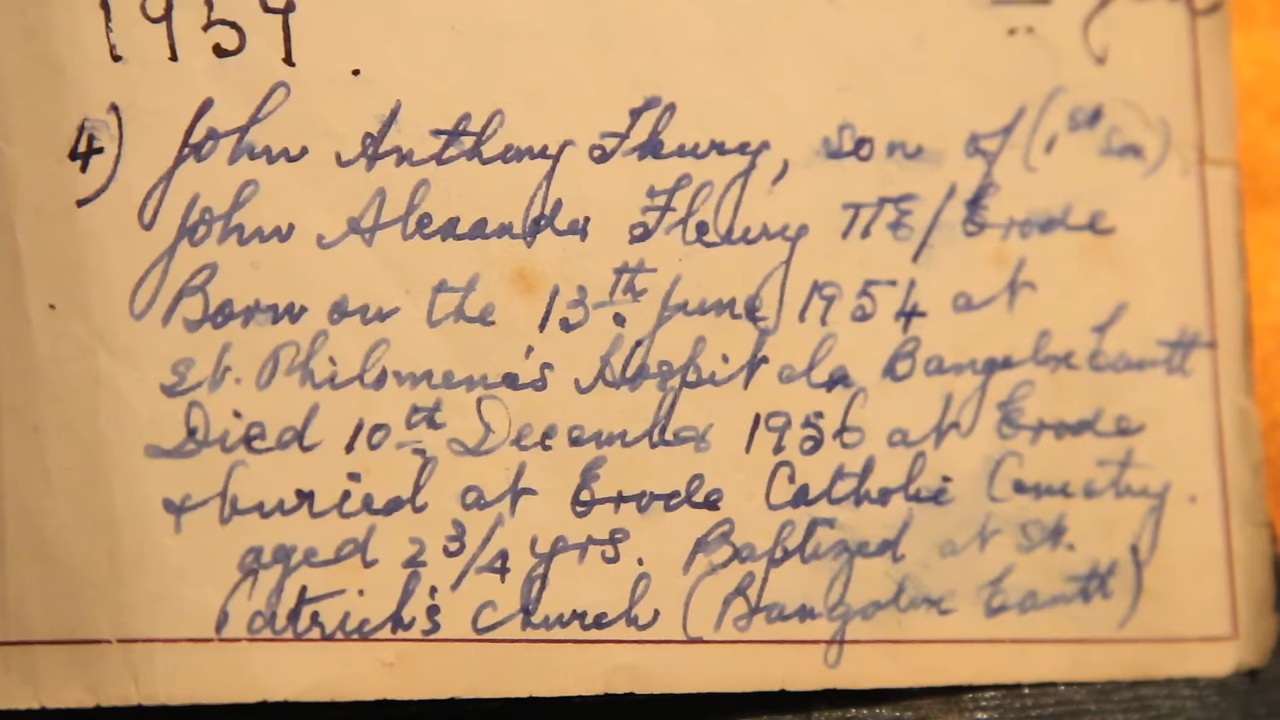 1954.
4) John Anthony Fleury, son of (1st son)
John Alexander Fleury TTE/Erode
Born on the 13th June 1954 at
St. Philomena's Hospital Bangalore Cantt
Died 10th December 1956 at Erode
& buried at Erode Catholic Cemetry.
aged 2 3/4 yrs. Baptized at St.
Patrick's Church (Bangalore Cantt)